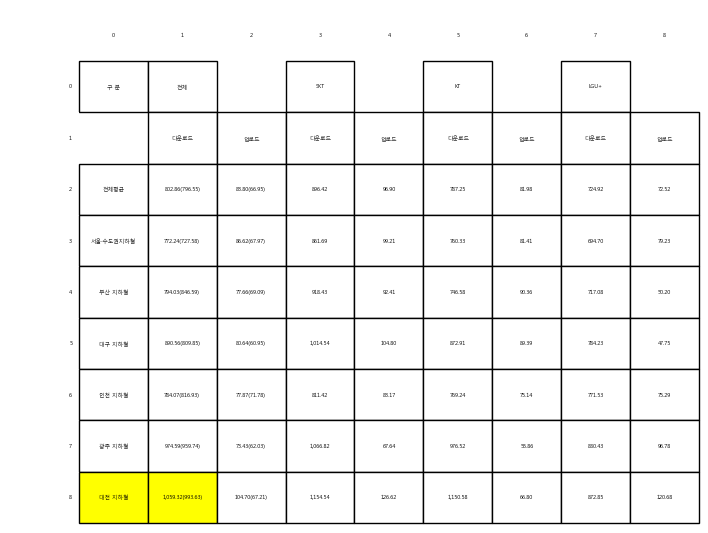 0 1 2 3 4 5 6 7 8
0 구 분 전체 SKT KT LGU+
1 다운로드 업로드 다운로드 업로드 다운로드 업로드 다운로드 업로드
2 전체평균 802.86(796.55) 83.80(66.95) 896.42 96.90 787.25 81.98 724.92 72.52
3 서울·수도권지하철 772.24(727.58) 86.62(67.97) 861.69 99.21 760.33 81.41 694.70 79.23
4 부산 지하철 794.03(846.59) 77.66(69.09) 918.43 92.41 746.58 90.36 717.08 50.20
5 대구 지하철 890.56(809.85) 80.64(60.95) 1,014.54 104.80 872.91 89.39 784.23 47.75
6 인천 지하철 784.07(816.93) 77.87(71.78) 811.42 83.17 769.24 75.14 771.53 75.29
7 광주 지하철 974.59(959.74) 73.43(62.03) 1,066.82 67.64 976.52 55.86 880.43 96.78
8 대전 지하철 1,059.32(993.63) 104.70(67.21) 1,154.54 126.62 1,150.58 66.80 872.85 120.68